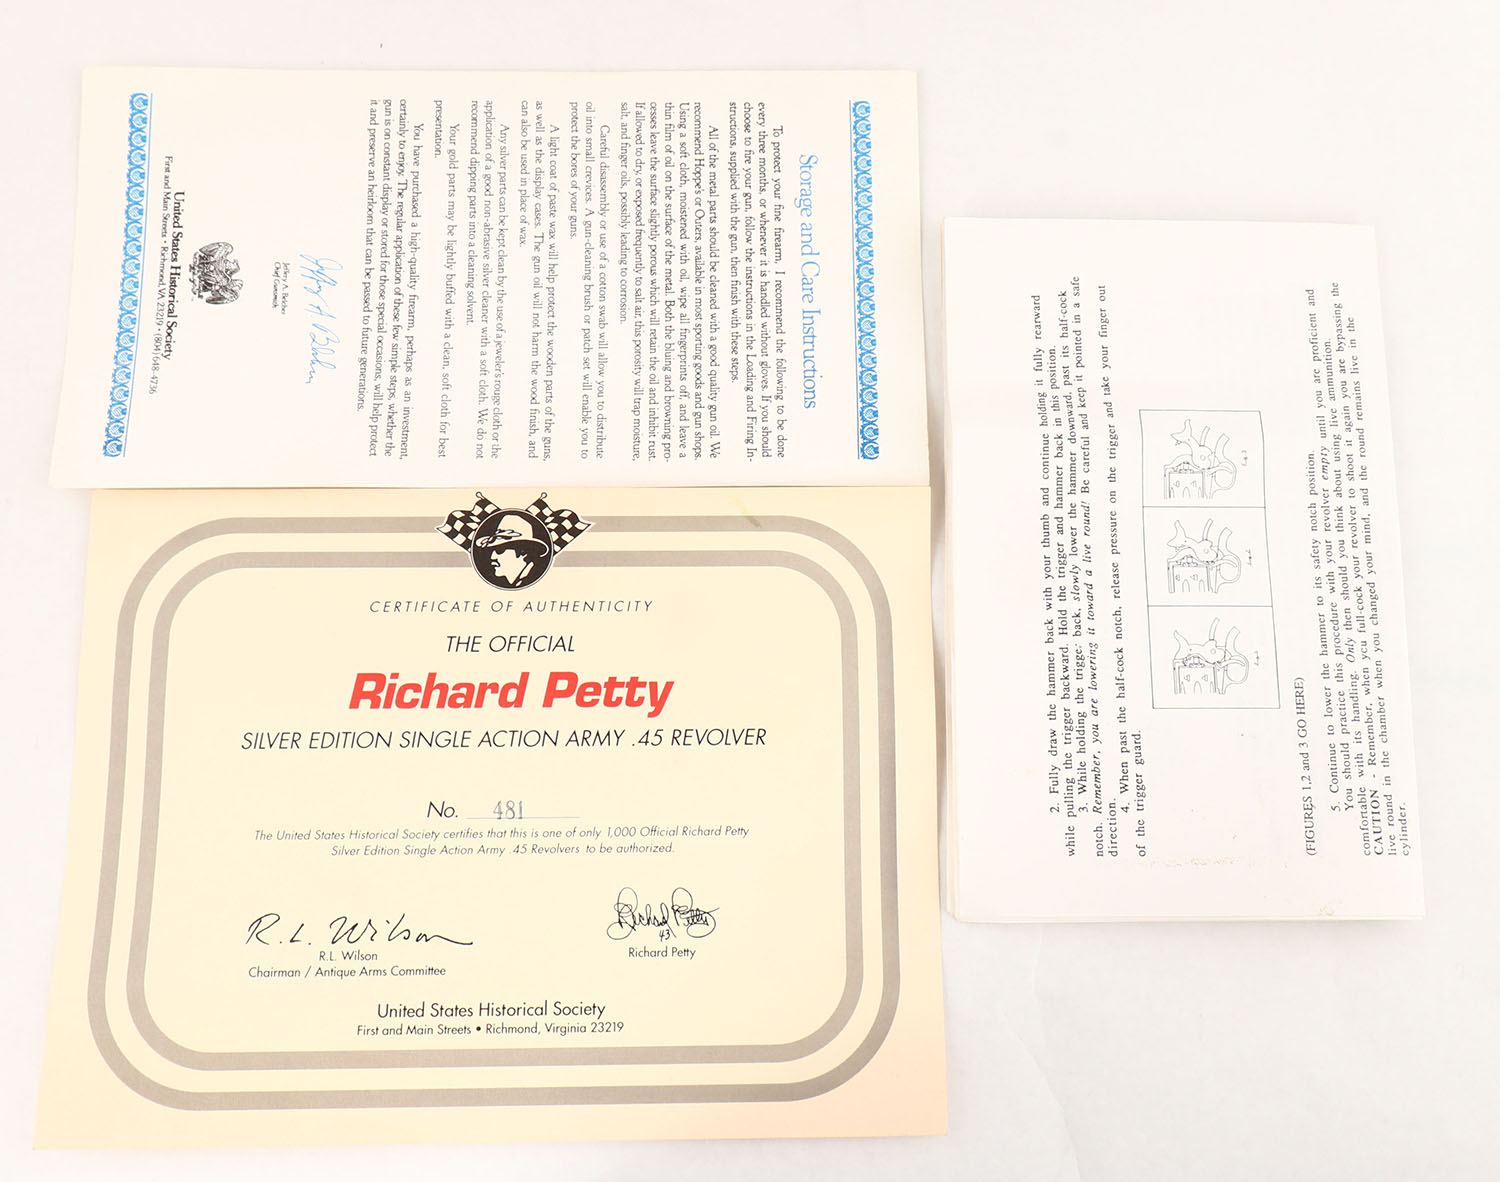 Storage and Care Instructions
To protect your fine firearm, I recommend the following to be done
every three months, or whenever it is handled without gloves. If you should
choose to fire your gun, follow the instructions in the Loading and Firing In-
structions, supplied with the gun, then finish with these steps.
All of the metal parts should be cleaned with a good quality gun oil. We
recommend Hoppe's or Outers, available in most sporting goods and gun shops.
Using a soft cloth, moistened with oil, wipe all fingerprints off, and leave a
thin film of oil on the surface of the metal. Both the bluing and browning pro-
cesses leave the surface slightly porous which will retain the oil and inhibit rust.
If allowed to dry, or exposed frequently to salt air, this porosity will trap moisture,
salt, and finger oils, possibly leading to corrosion.
Careful disassembly or use of a cotton swab will allow you to distribute
oil into small crevices. A gun-cleaning brush or patch set will enable you to
protect the bores of your guns.
A light coat of paste wax will help protect the wooden parts of the guns,
as well as the display cases. The gun oil will not harm the wood finish, and
can also be used in place of wax.
Any silver parts can be kept clean by the use of a jeweler's rouge cloth or the
application of a good non-abrasive silver cleaner with a soft cloth. We do not
recommend dipping parts into a cleaning solvent.
Your gold parts may be lightly buffed with a clean, soft cloth for best
presentation.
You have purchased a high-quality firearm, perhaps as an investment,
certainly to enjoy. The regular application of these few simple steps, whether the
gun is on constant display or stored for those special occasions, will help protect
it and preserve an heirloom that can be passed to future generations.
Jeffery A. Belcher
Chief Gunsmith
United States Historical Society
First and Main Streets • Richmond, VA 23219 • (804) 648-4736
CERTIFICATE OF AUTHENTICITY
THE OFFICIAL
Richard Petty
SILVER EDITION SINGLE ACTION ARMY .45 REVOLVER
No. 481
The United States Historical Society certifies that this is one of only 1,000 Official Richard Petty
Silver Edition Single Action Army .45 Revolvers to be authorized.
R.L. Wilson
Richard Petty
43
R.L. Wilson
Richard Petty
Chairman / Antique Arms Committee
United States Historical Society
First and Main Streets • Richmond, Virginia 23219
2. Fully draw the hammer back with your thumb and continue holding it fully rearward
while pulling the trigger backward. Hold the trigger and hammer back in this position.
3. While holding the trigger back, slowly lower the hammer downward, past its half-cock
notch. Remember, you are lowering it toward a live round! Be careful and keep it pointed in a safe
direction.
4. When past the half-cock notch, release pressure on the trigger and take your finger out
of the trigger guard.
(FIGURES 1,2 and 3 GO HERE)
5. Continue to lower the hammer to its safety notch position.
You should practice this procedure with your revolver empty until you are proficient and
comfortable with its handling. Only then should you think about using live ammunition.
CAUTION - Remember, when you full-cock your revolver to shoot it again you are bypassing the
live round in the chamber when you changed your mind, and the round remains live in the
cylinder.